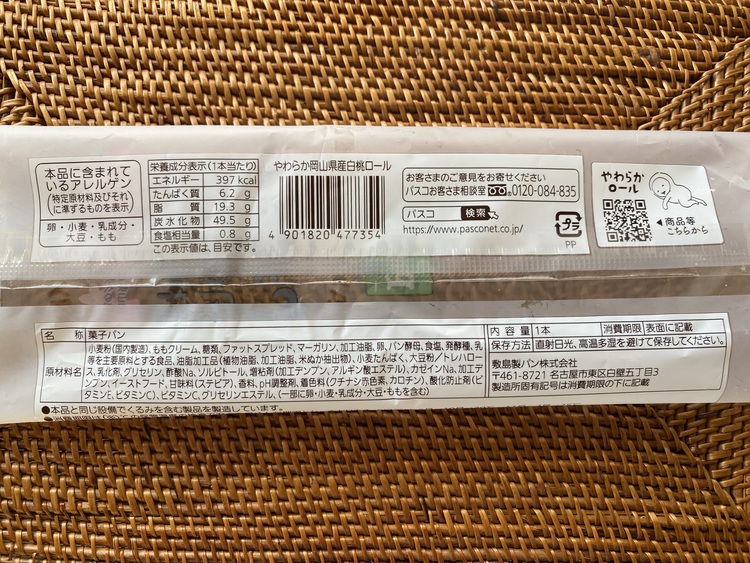 本品に含まれて
いるアレルゲン
(特定原材料及びそれ
に準ずるものを表示)
卵・小麦・乳成分・
大豆・もも
栄養成分表示(1本当たり)
エネルギー 397 kcal
たんぱく質 6.2 g
脂質 19.3 g
炭水化物 49.5 g
食塩相当量 0.8 g
この表示値は、目安です。
やわらか岡山県産白桃ロール
4 901820 477354
お客さまのご意見をお寄せください
パスコお客さま相談室 0120-084-835
パスコ 検索
https://www.pasconet.co.jp/
プラ
PP
やわらか
ロール
◀商品等
こちらから
名称 菓子パン
原材料名 小麦粉(国内製造)、ももクリーム、糖類、ファットスプレッド、マーガリン、加工油脂、卵、パン酵母、食塩、発酵種、乳
等を主要原料とする食品、油脂加工品(植物油脂、加工油脂、米ぬか抽出物)、小麦たんぱく、大豆粉/トレハロー
ス、乳化剤、グリセリン、酢酸Na、ソルビトール、増粘剤(加工デンプン、アルギン酸エステル)、カゼインNa、加工デ
ンプン、イーストフード、甘味料(ステビア)、香料、pH調整剤、着色料(クチナシ赤色素、カロチン)、酸化防止剤(ビ
タミンE、ビタミンC)、ビタミンC、グリセリンエステル、(一部に卵・小麦・乳成分・大豆・ももを含む)
内容量 1本 消費期限 表面に記載
保存方法 直射日光、高温多湿を避けて保存してください。
敷島製パン株式会社
〒461-8721 名古屋市東区白壁五丁目3
製造所固有記号は消費期限の下に記載
●本品と同じ設備でくるみを含む製品を製造しています。